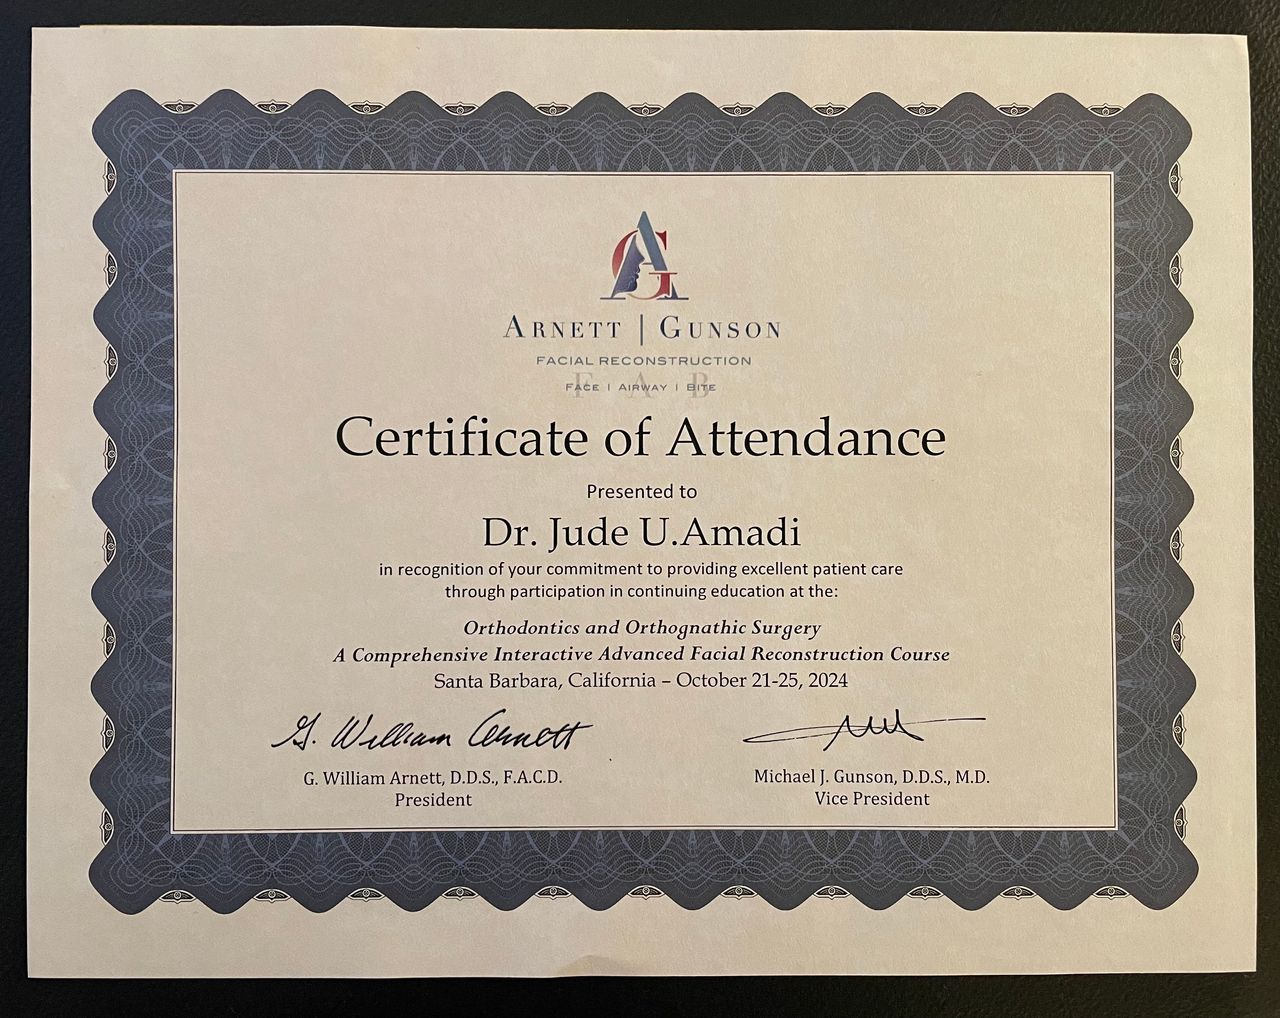 AG
ARNETT | GUNSON
FACIAL RECONSTRUCTION
FAB
FACE | AIRWAY | BITE
Certificate of Attendance
Presented to
Dr. Jude U.Amadi
in recognition of your commitment to providing excellent patient care
through participation in continuing education at the:
Orthodontics and Orthognathic Surgery
A Comprehensive Interactive Advanced Facial Reconstruction Course
Santa Barbara, California – October 21-25, 2024
G. William Arnett
G. William Arnett, D.D.S., F.A.C.D.
President
Michael J. Gunson, D.D.S., M.D.
Vice President